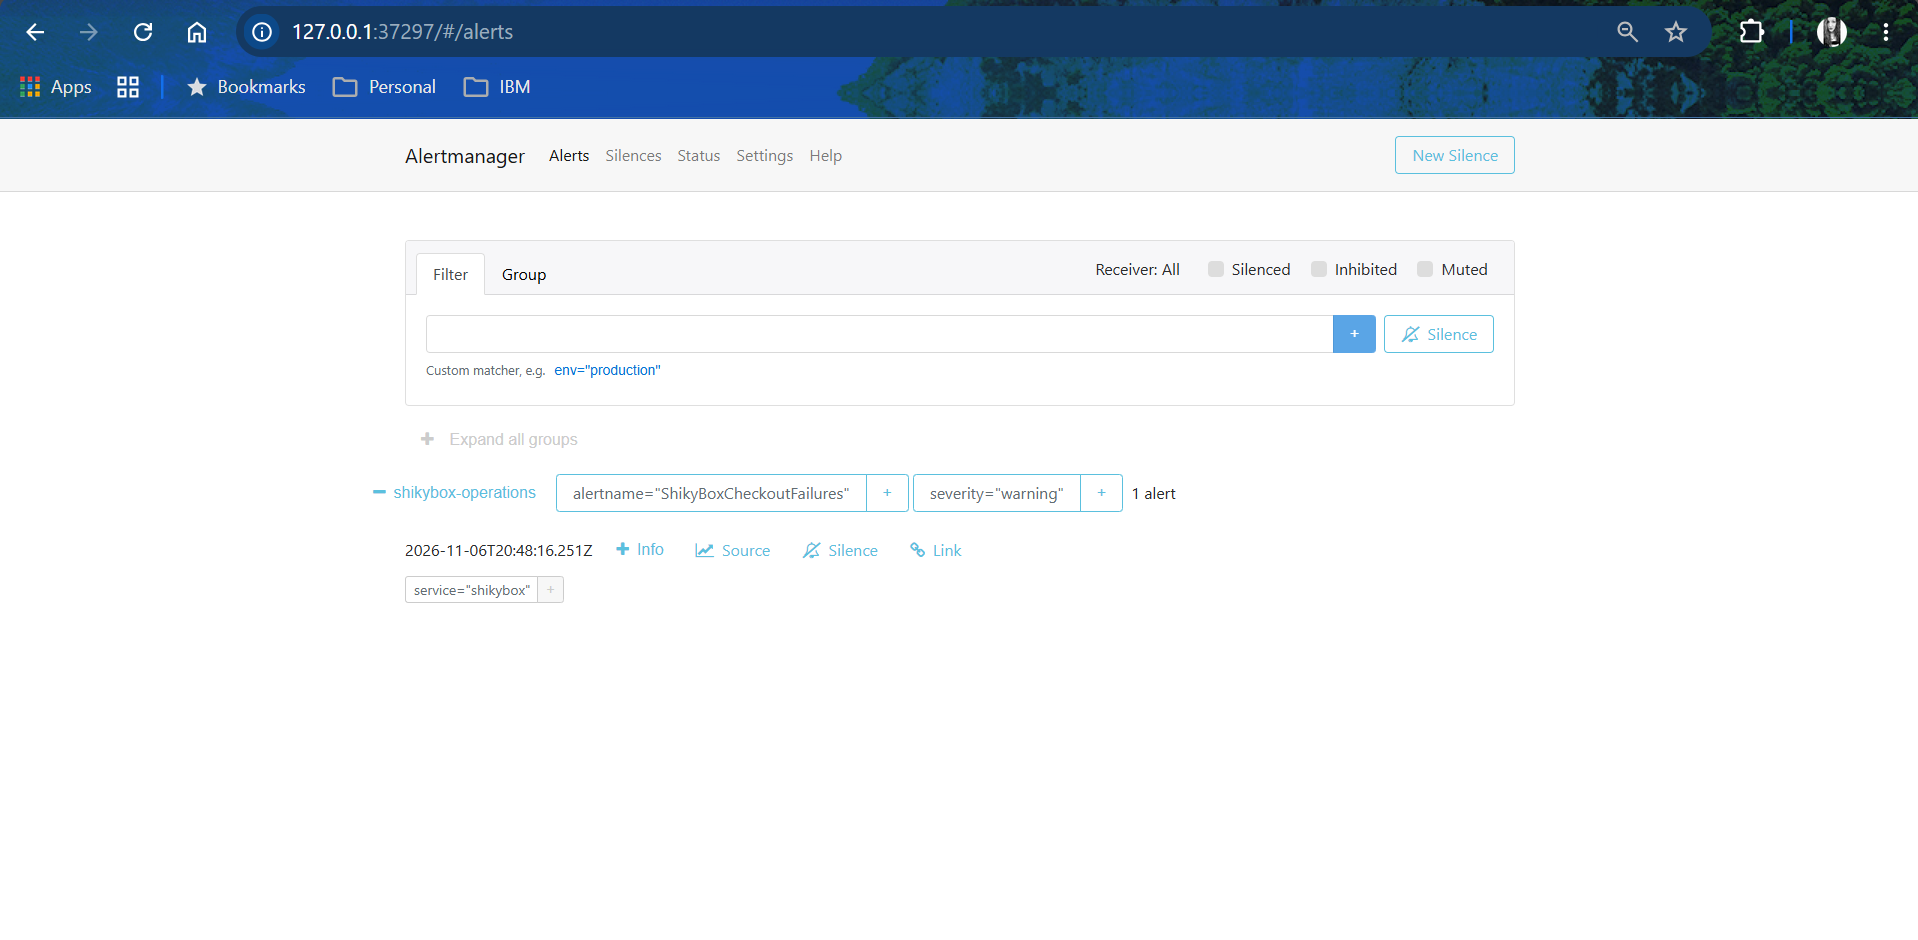 127.0.0.1:37297/#/alerts
Apps Bookmarks Personal IBM
Alertmanager Alerts Silences Status Settings Help New Silence
Filter Group Receiver: All Silenced Inhibited Muted
+ Silence
Custom matcher, e.g. env="production"
+ Expand all groups
shikybox-operations alertname="ShikyBoxCheckoutFailures" + severity="warning" + 1 alert
2026-11-06T20:48:16.251Z + Info Source Silence Link
service="shikybox" +